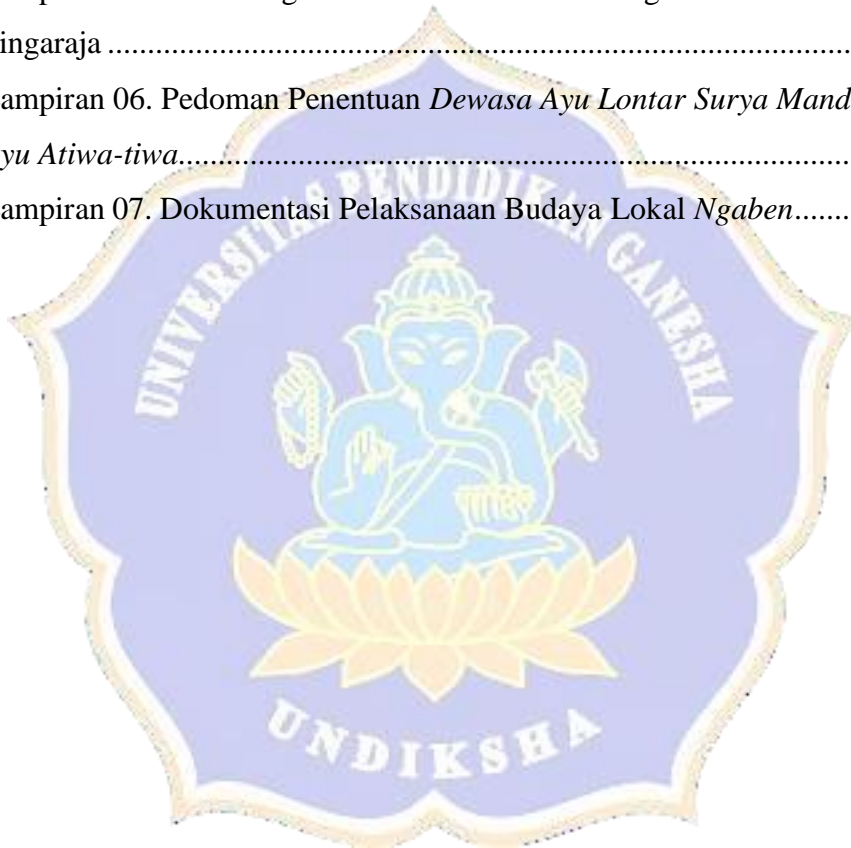 ingaraja ........................................................................................
ampiran 06. Pedoman Penentuan Dewasa Ayu Lontar Surya Mand
yu Atiwa-tiwa................................................................................
ampiran 07. Dokumentasi Pelaksanaan Budaya Lokal Ngaben.......
UNIVERSITAS PENDIDIKAN GANESHA
UNDIKSHA